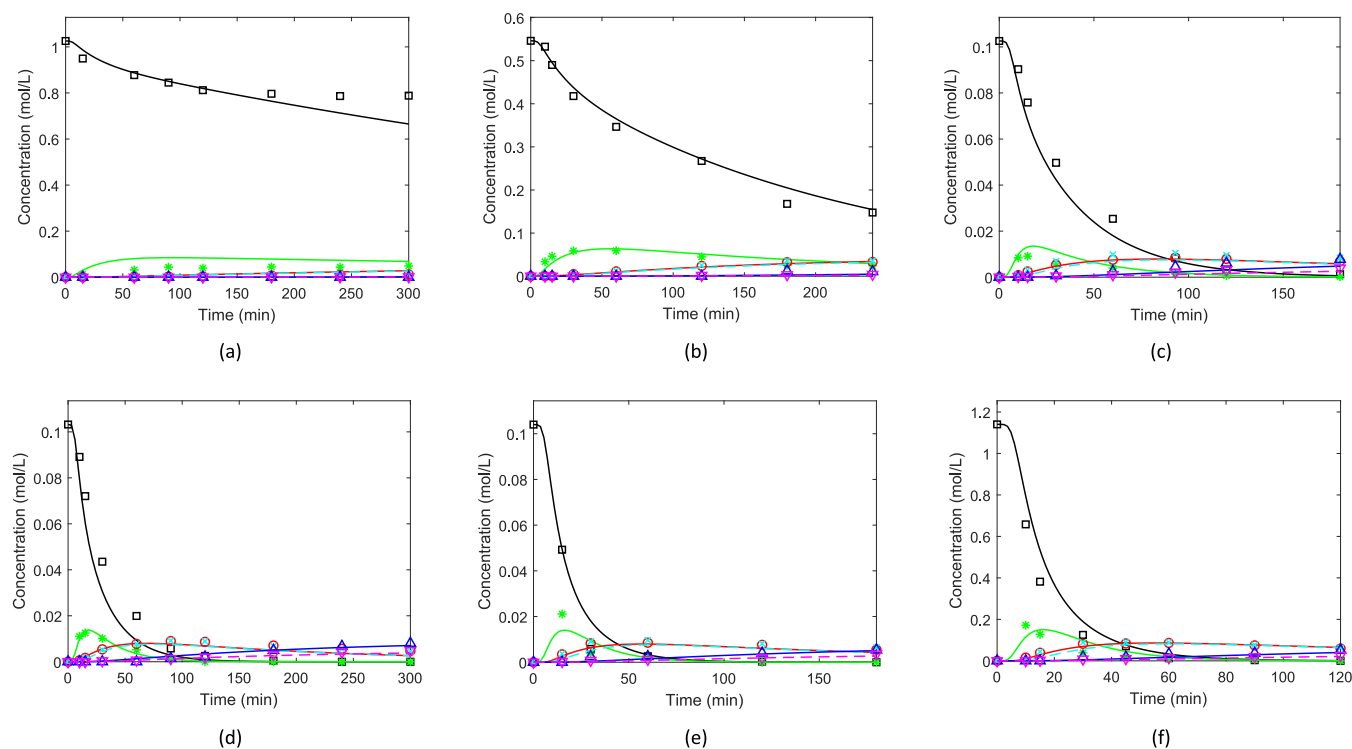 Concentration (mol/L)
1
0.8
0.6
0.4
0.2
0
0 60 120 180 240 300
Time (min)
(a)
Concentration (mol/L)
0.6
0.5
0.4
0.3
0.2
0.1
0
0 50 100 150 200
Time (min)
(b)
Concentration (mol/L)
0.1
0.08
0.06
0.04
0.02
0
0 50 100 150
Time (min)
(c)
Concentration (mol/L)
0.1
0.08
0.06
0.04
0.02
0
0 50 100 150 200 250 300
Time (min)
(d)
Concentration (mol/L)
0.1
0.08
0.06
0.04
0.02
0
0 50 100 150
Time (min)
(e)
Concentration (mol/L)
1.2
1
0.8
0.6
0.4
0.2
0
0 20 40 60 80 100 120
Time (min)
(f)